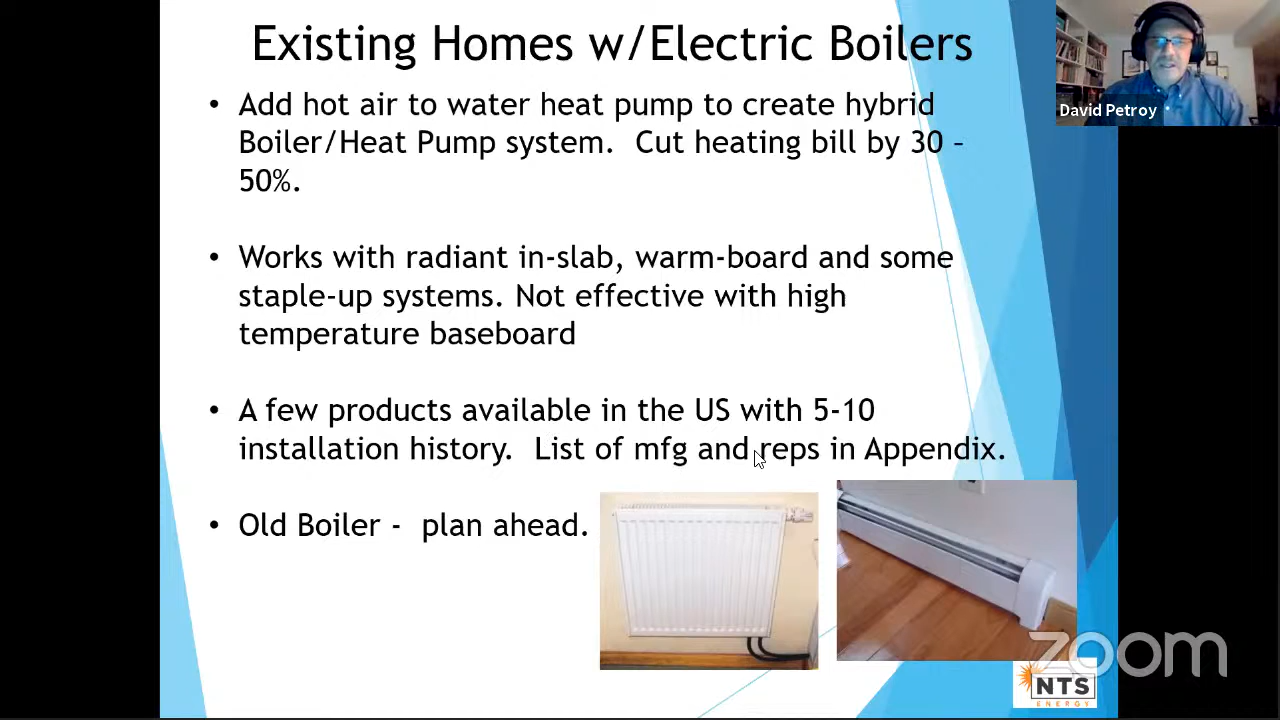 Existing Homes w/Electric Boilers
• Add hot air to water heat pump to create hybrid
Boiler/Heat Pump system.  Cut heating bill by 30 –
50%.
• Works with radiant in-slab, warm-board and some
staple-up systems. Not effective with high
temperature baseboard
• A few products available in the US with 5-10
installation history.  List of mfg and reps in Appendix.
• Old Boiler -  plan ahead.
David Petroy
zoom
NTS
ENERGY